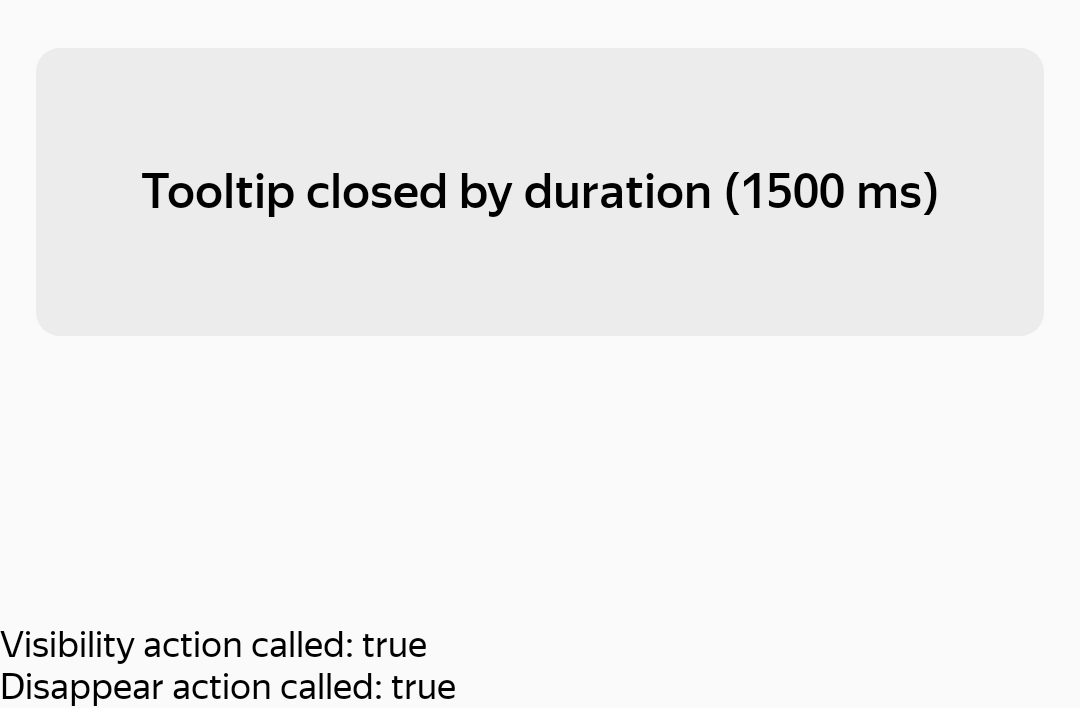 Tooltip closed by duration (1500 ms)
Visibility action called: true
Disappear action called: true